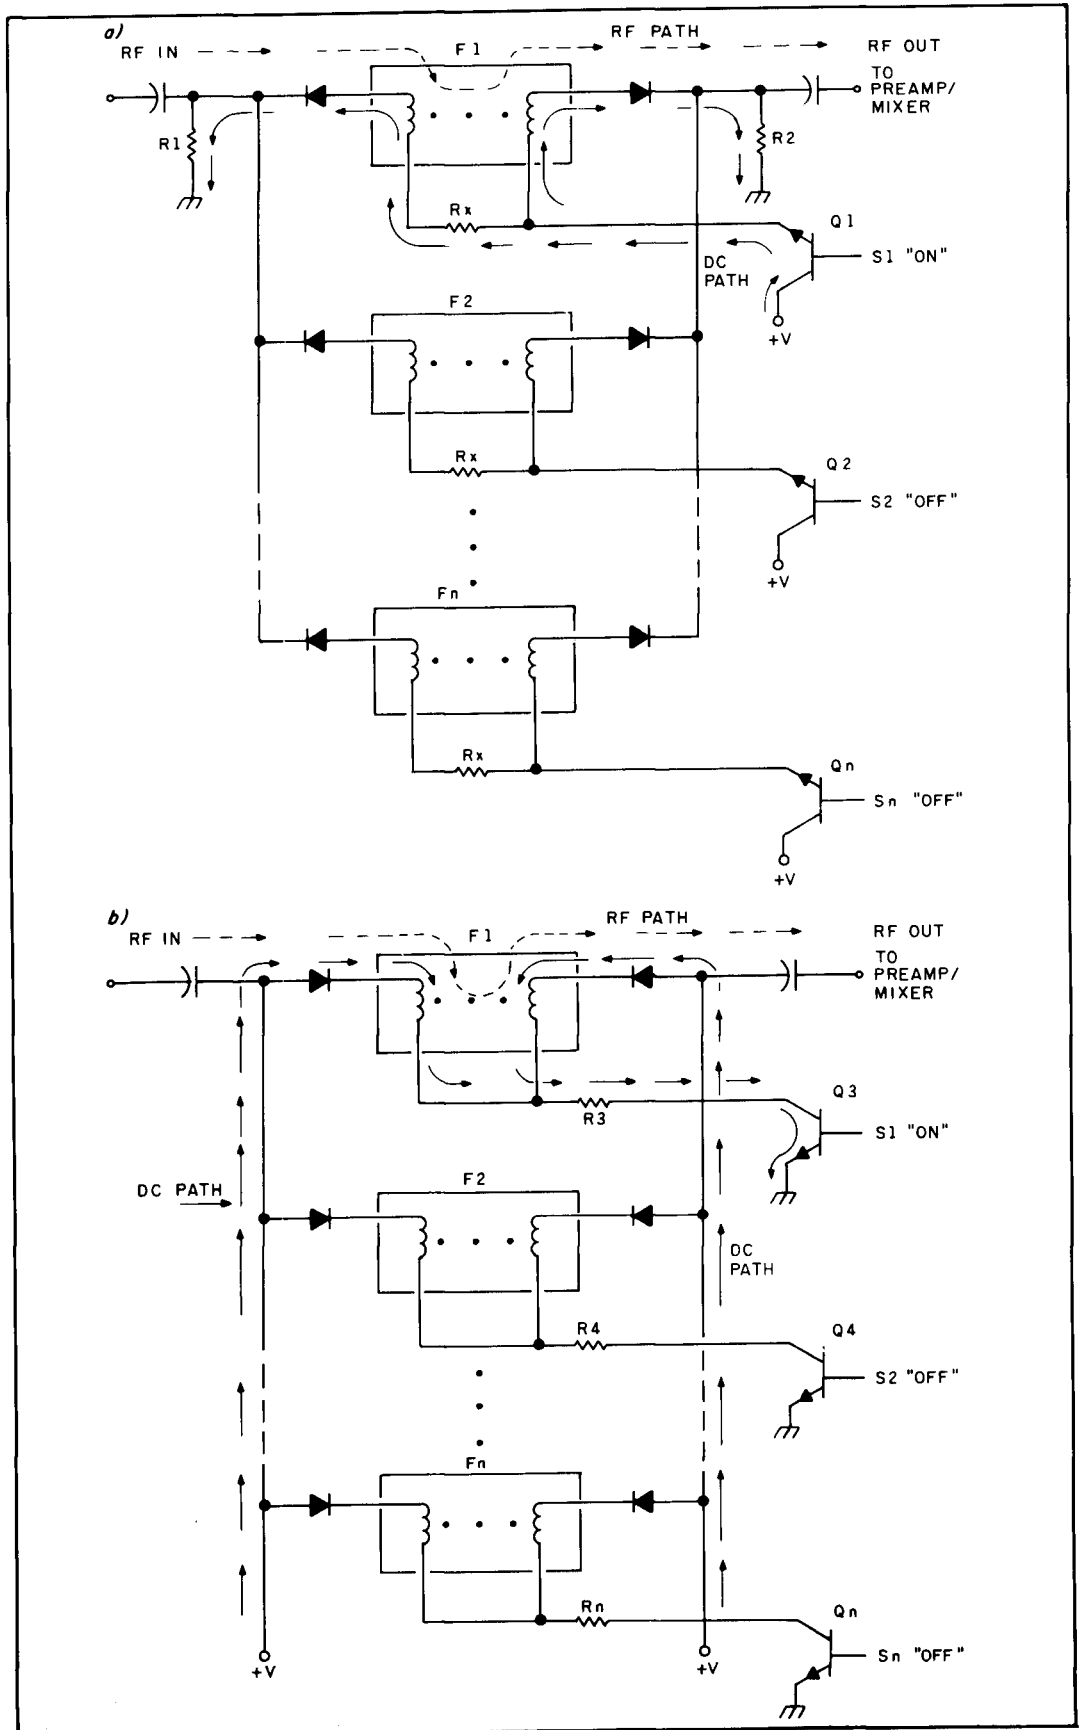 a)
RF IN
F1
RF PATH
RF OUT
TO
PREAMP/
MIXER
R1
R2
Rx
Q1
S1 "ON"
DC
PATH
+V
F2
Rx
Q2
S2 "OFF"
+V
Fn
Rx
Qn
Sn "OFF"
+V
b)
RF IN
F1
RF PATH
RF OUT
TO
PREAMP/
MIXER
R3
Q3
S1 "ON"
DC PATH
F2
DC
PATH
R4
Q4
S2 "OFF"
Fn
Rn
Qn
Sn "OFF"
+V
+V